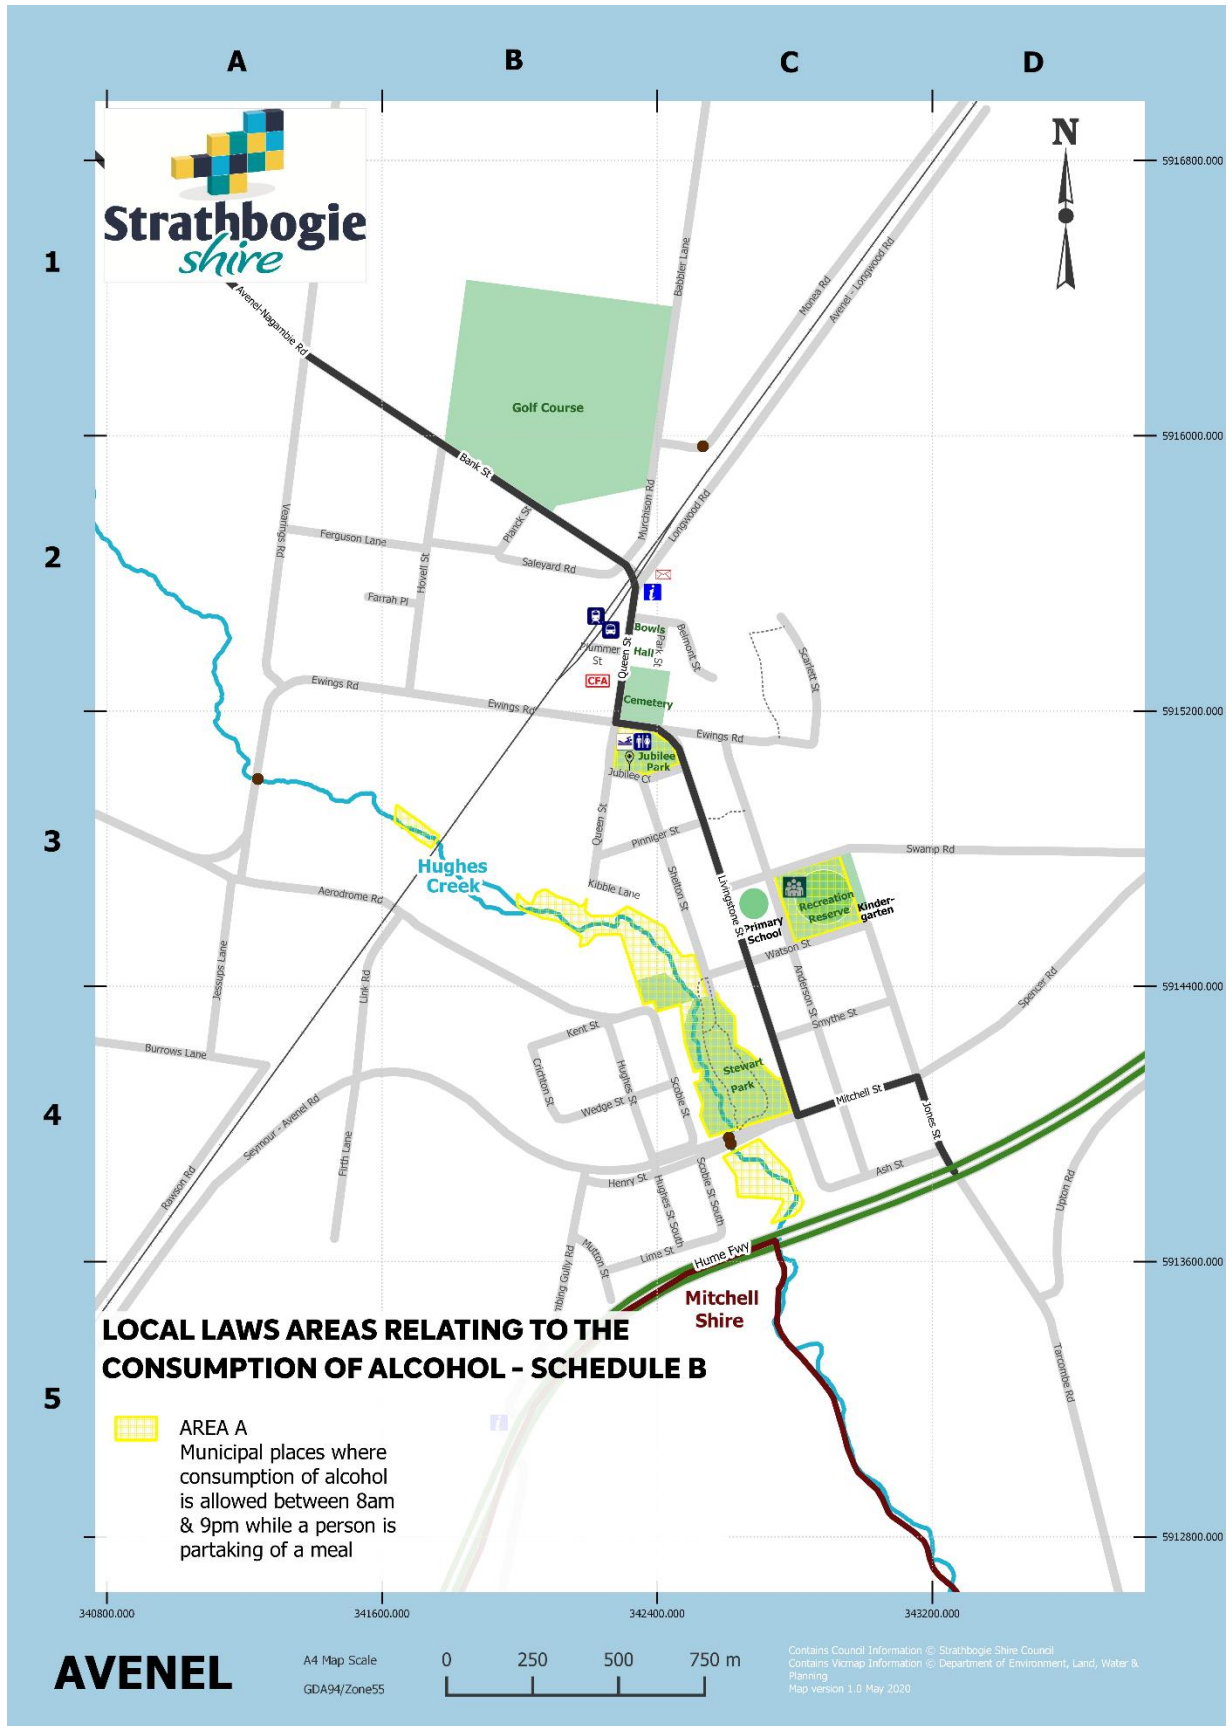 A
B
C
D
N
Strathbogie
shire
1
2
3
4
5
5916800.000
5916000.000
5915200.000
5914400.000
5913600.000
5912800.000
Babbler Lane
Monea Rd
Avenel - Longwood Rd
Avenel-Nagambie Rd
Golf Course
Bank St
Planck St
Murchison Rd
Longwood Rd
Vearings Rd
Ferguson Lane
Hovell St
Saleyard Rd
Farrah Pl
i
Bowls
Hall
Park St
Belmont St
Plummer
St
Queen St
CFA
Scarlett St
Ewings Rd
Ewings Rd
Cemetery
Ewings Rd
Jubilee
Park
Jubilee Ct
Queen St
Pinniger St
Swamp Rd
Hughes
Creek
Kibble Lane
Shelton St
Livingstone St
Aerodrome Rd
Recreation
Reserve
Kinder-
garten
Primary
School
Watson St
Jessups Lane
Link Rd
Anderson St
Spencer Rd
Smythe St
Burrows Lane
Kent St
Crichton St
Hughes St
Scobie St
Wedge St
Stewart
Park
Mitchell St
Jones St
Seymour - Avenel Rd
Firth Lane
Rawson Rd
Henry St
Hughes St South
Scobie St South
Ash St
Upton Rd
Mutton St
Lime St
Hume Fwy
mbing Gully Rd
Mitchell
Shire
Tarcombe Rd
LOCAL LAWS AREAS RELATING TO THE
CONSUMPTION OF ALCOHOL - SCHEDULE B
AREA A
Municipal places where
consumption of alcohol
is allowed between 8am
& 9pm while a person is
partaking of a meal
i
340800.000
341600.000
342400.000
343200.000
AVENEL
A4 Map Scale
GDA94/Zone55
0
250
500
750 m
Contains Council Information © Strathbogie Shire Council
Contains Vicmap Information © Department of Environment, Land, Water &
Planning
Map version 1.0 May 2020